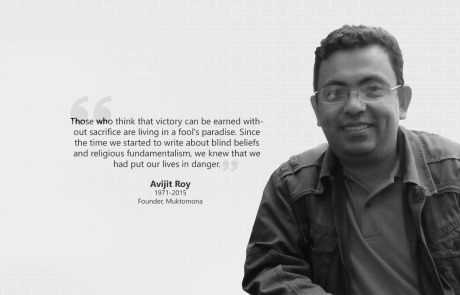 Those who think that victory can be earned with-
out sacrifice are living in a fool's paradise. Since
the time we started to write about blind beliefs
and religious fundamentalism, we knew that we
had put our lives in danger.
Avijit Roy
1971-2015
Founder, Muktomona